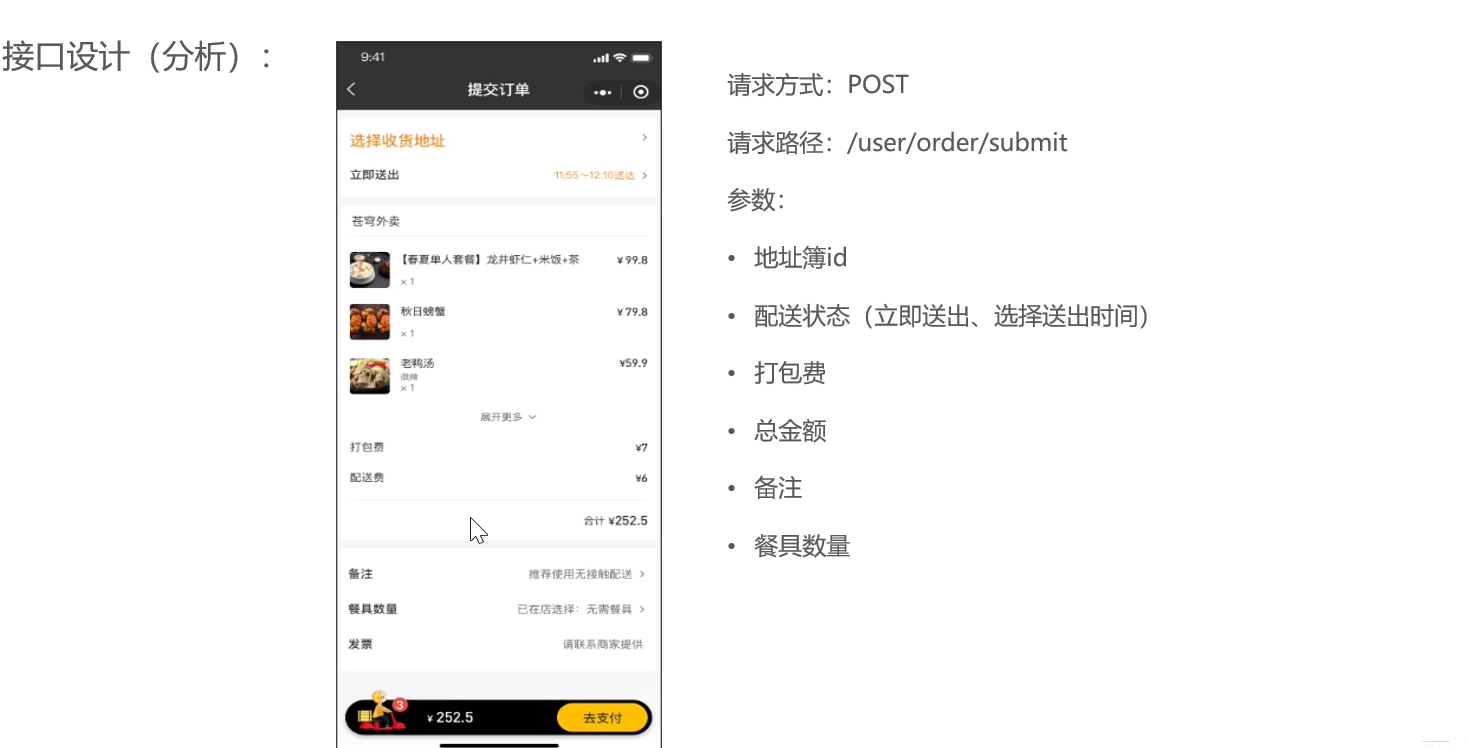 接口设计（分析）：
9:41
提交订单
选择收货地址
立即送出 11:55～12:10送达
苍穹外卖
【春夏单人套餐】龙井虾仁+米饭+茶 ¥99.8
×1
秋日螃蟹 ¥79.8
×1
老鸭汤 ¥59.9
微辣
×1
展开更多
打包费 ¥7
配送费 ¥6
合计 ¥252.5
备注 推荐使用无接触配送
餐具数量 已在店选择：无需餐具
发票 请联系商家提供
3
¥252.5 去支付
请求方式：POST
请求路径：/user/order/submit
参数：
• 地址簿id
• 配送状态（立即送出、选择送出时间）
• 打包费
• 总金额
• 备注
• 餐具数量